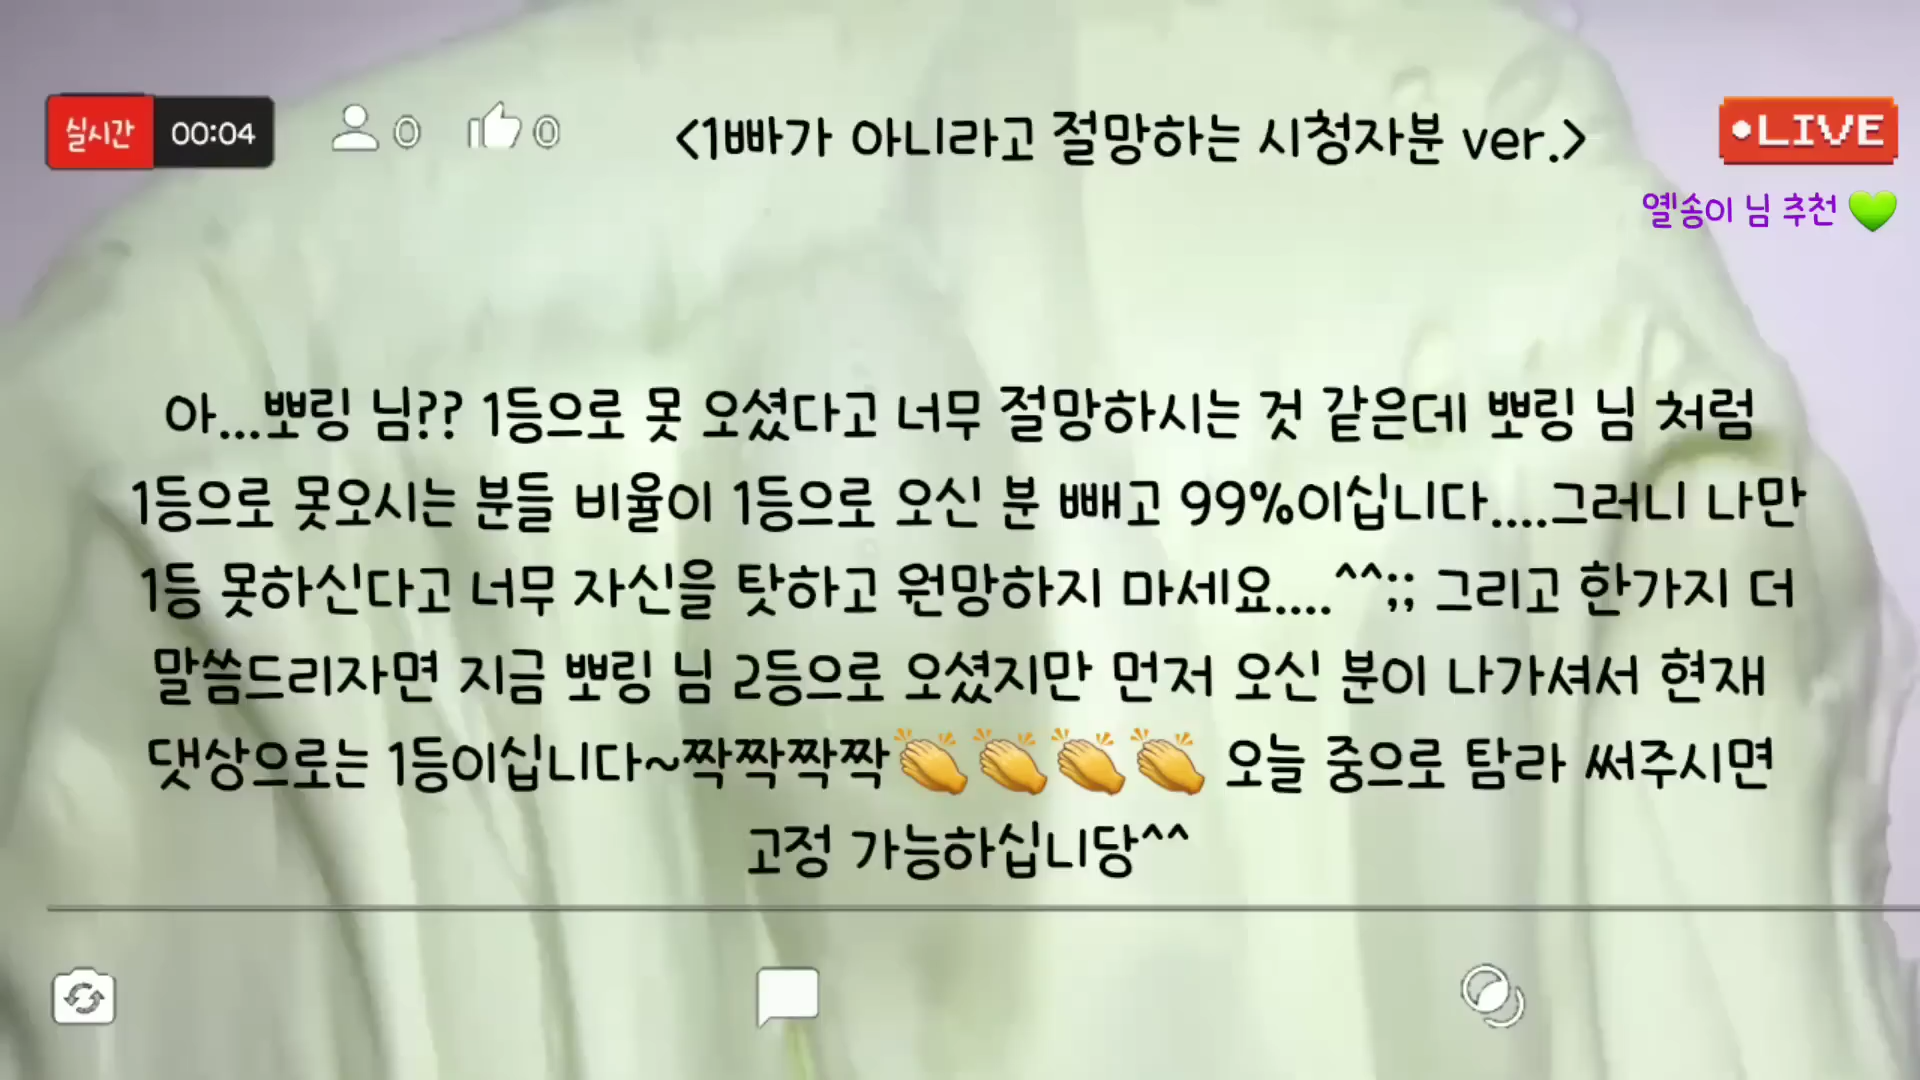 실시간 00:04 0 0 <1빠가 아니라고 절망하는 시청자분 ver.> LIVE
열송이 님 추천 💚
아...뽀링 님?? 1등으로 못 오셨다고 너무 절망하시는 것 같은데 뽀링 님 처럼
1등으로 못오시는 분들 비율이 1등으로 오신 분 빼고 99%이십니다....그러니 나만
1등 못하신다고 너무 자신을 탓하고 원망하지 마세요....^^;; 그리고 한가지 더
말씀드리자면 지금 뽀링 님 2등으로 오셨지만 먼저 오신 분이 나가셔서 현재
댓상으로는 1등이십니다~짝짝짝짝👏👏👏👏 오늘 중으로 탐라 써주시면
고정 가능하십니당^^